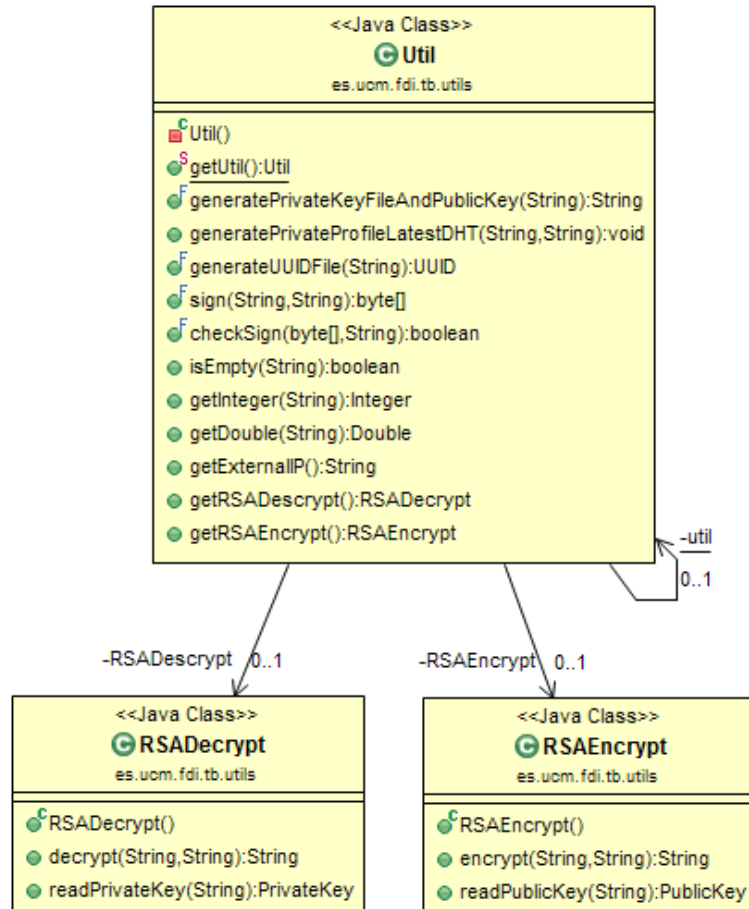 <<Java Class>>
C Util
es.ucm.fdi.tb.utils
C Util()
S getUtil():Util
F generatePrivateKeyFileAndPublicKey(String):String
generatePrivateProfileLatestDHT(String,String):void
F generateUUIDFile(String):UUID
F sign(String,String):byte[]
F checkSign(byte[],String):boolean
isEmpty(String):boolean
getInteger(String):Integer
getDouble(String):Double
getExternalIP():String
getRSADescrypt():RSADecrypt
getRSAEncrypt():RSAEncrypt
-util
0..1
-RSADescrypt 0..1
-RSAEncrypt 0..1
<<Java Class>>
C RSADecrypt
es.ucm.fdi.tb.utils
C RSADecrypt()
decrypt(String,String):String
readPrivateKey(String):PrivateKey
<<Java Class>>
C RSAEncrypt
es.ucm.fdi.tb.utils
C RSAEncrypt()
encrypt(String,String):String
readPublicKey(String):PublicKey